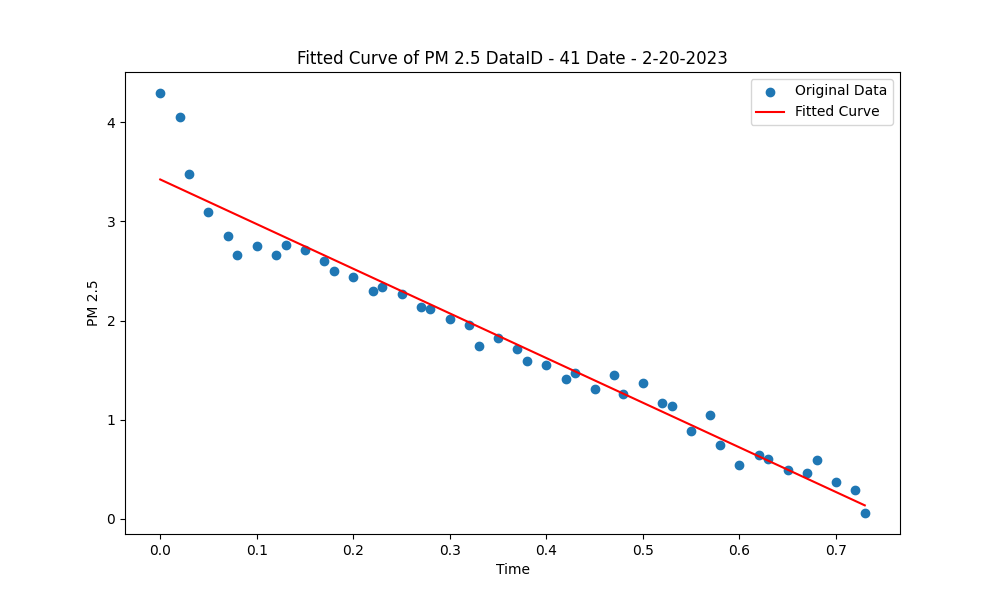 Fitted Curve of PM 2.5 DataID - 41 Date - 2-20-2023
Original Data
Fitted Curve
4
3
2
1
0
PM 2.5
0.0 0.1 0.2 0.3 0.4 0.5 0.6 0.7
Time